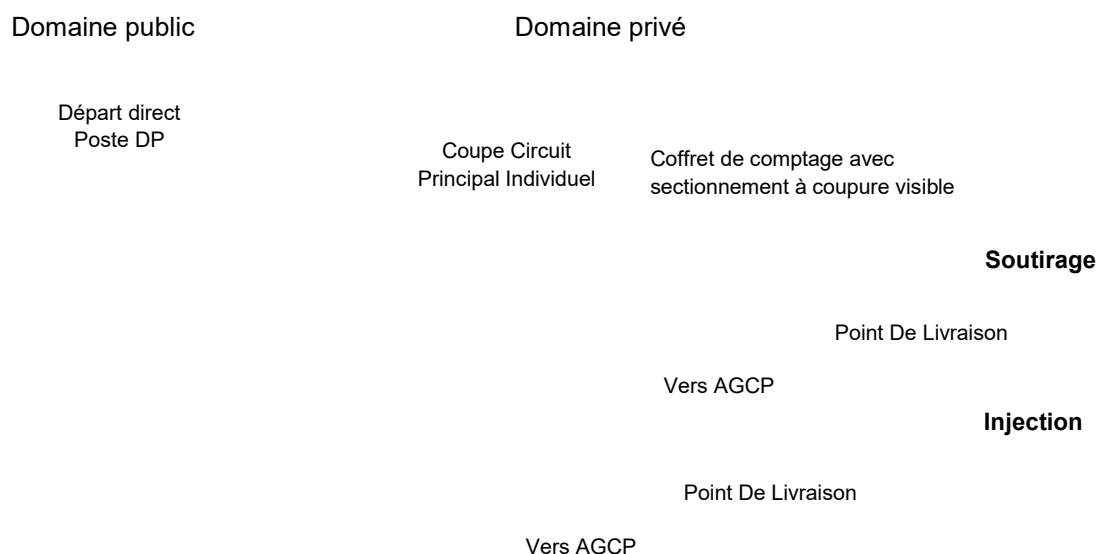 Domaine public
Domaine privé
Départ direct
Poste DP
Coupe Circuit
Principal Individuel
Coffret de comptage avec
sectionnement à coupure visible
Soutirage
Point De Livraison
Vers AGCP
Injection
Point De Livraison
Vers AGCP